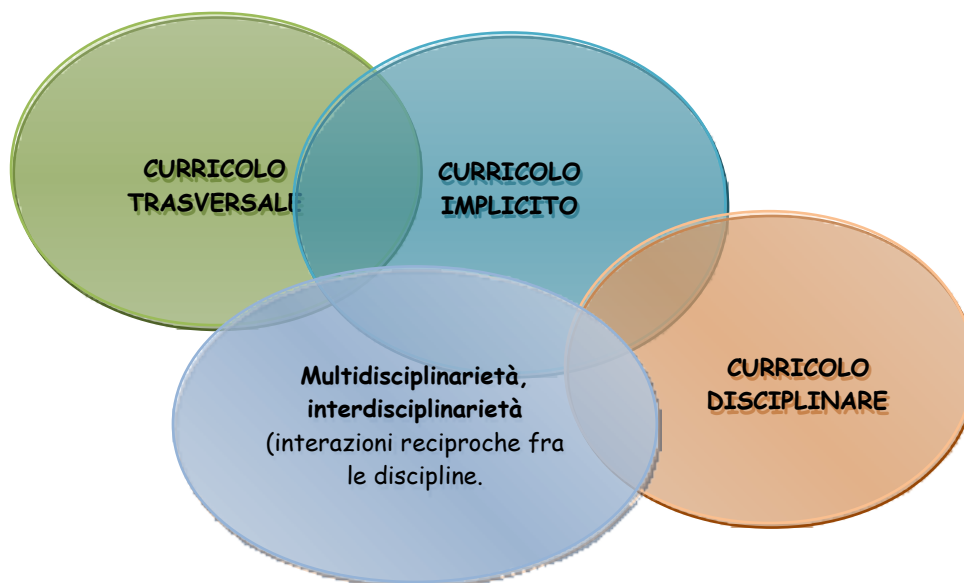 CURRICOLO
TRASVERSALE
CURRICOLO
IMPLICITO
CURRICOLO
DISCIPLINARE
Multidisciplinarietà,
interdisciplinarietà
(interazioni reciproche fra
le discipline.